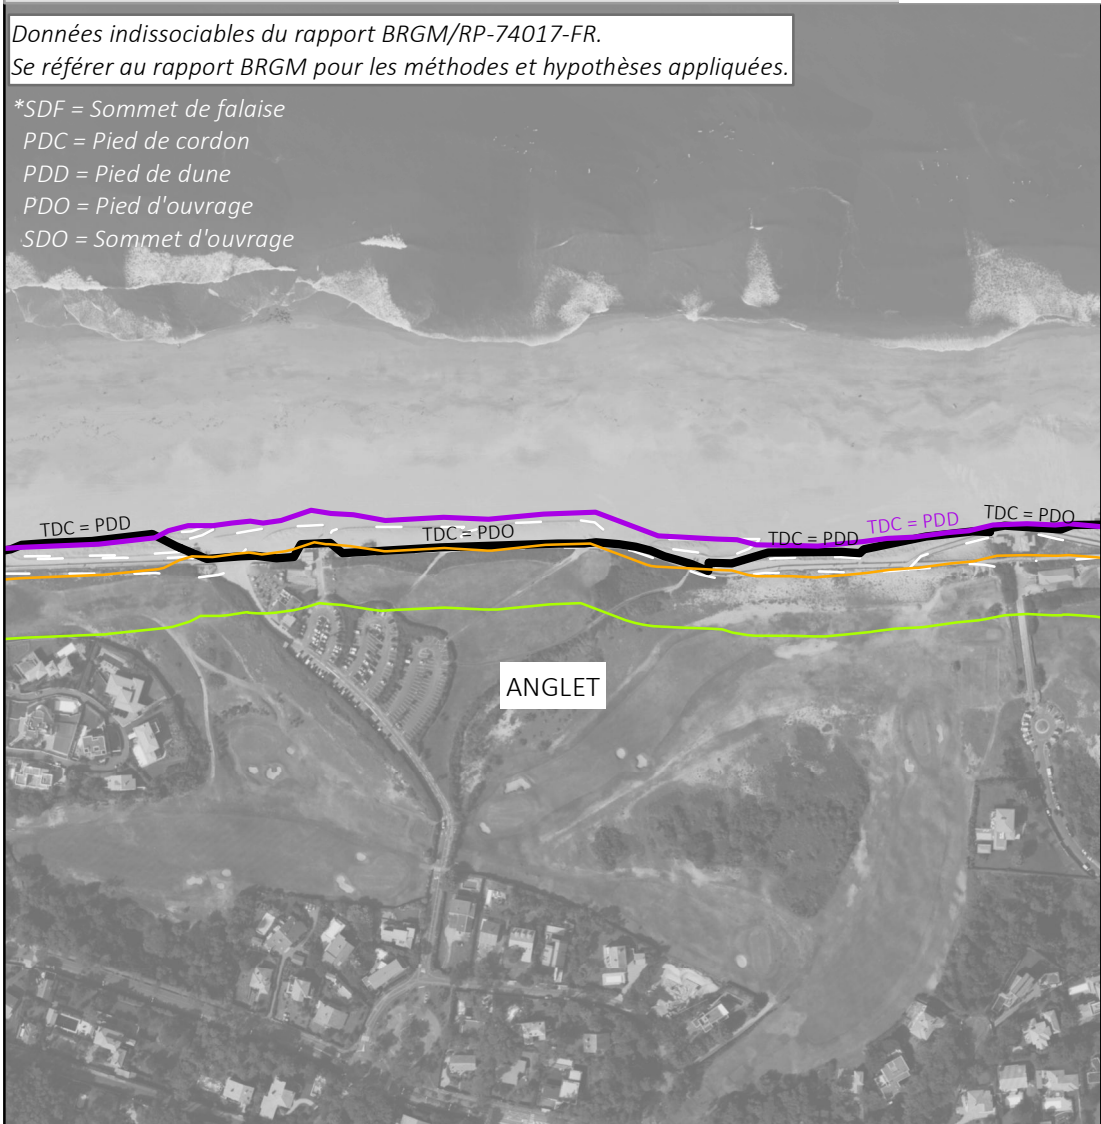 Données indissociables du rapport BRGM/RP-74017-FR.
Se référer au rapport BRGM pour les méthodes et hypothèses appliquées.
*SDF = Sommet de falaise
PDC = Pied de cordon
PDD = Pied de dune
PDO = Pied d'ouvrage
SDO = Sommet d'ouvrage
TDC = PDD
TDC = PDO
TDC = PDD
TDC = PDD
TDC = PDO
ANGLET